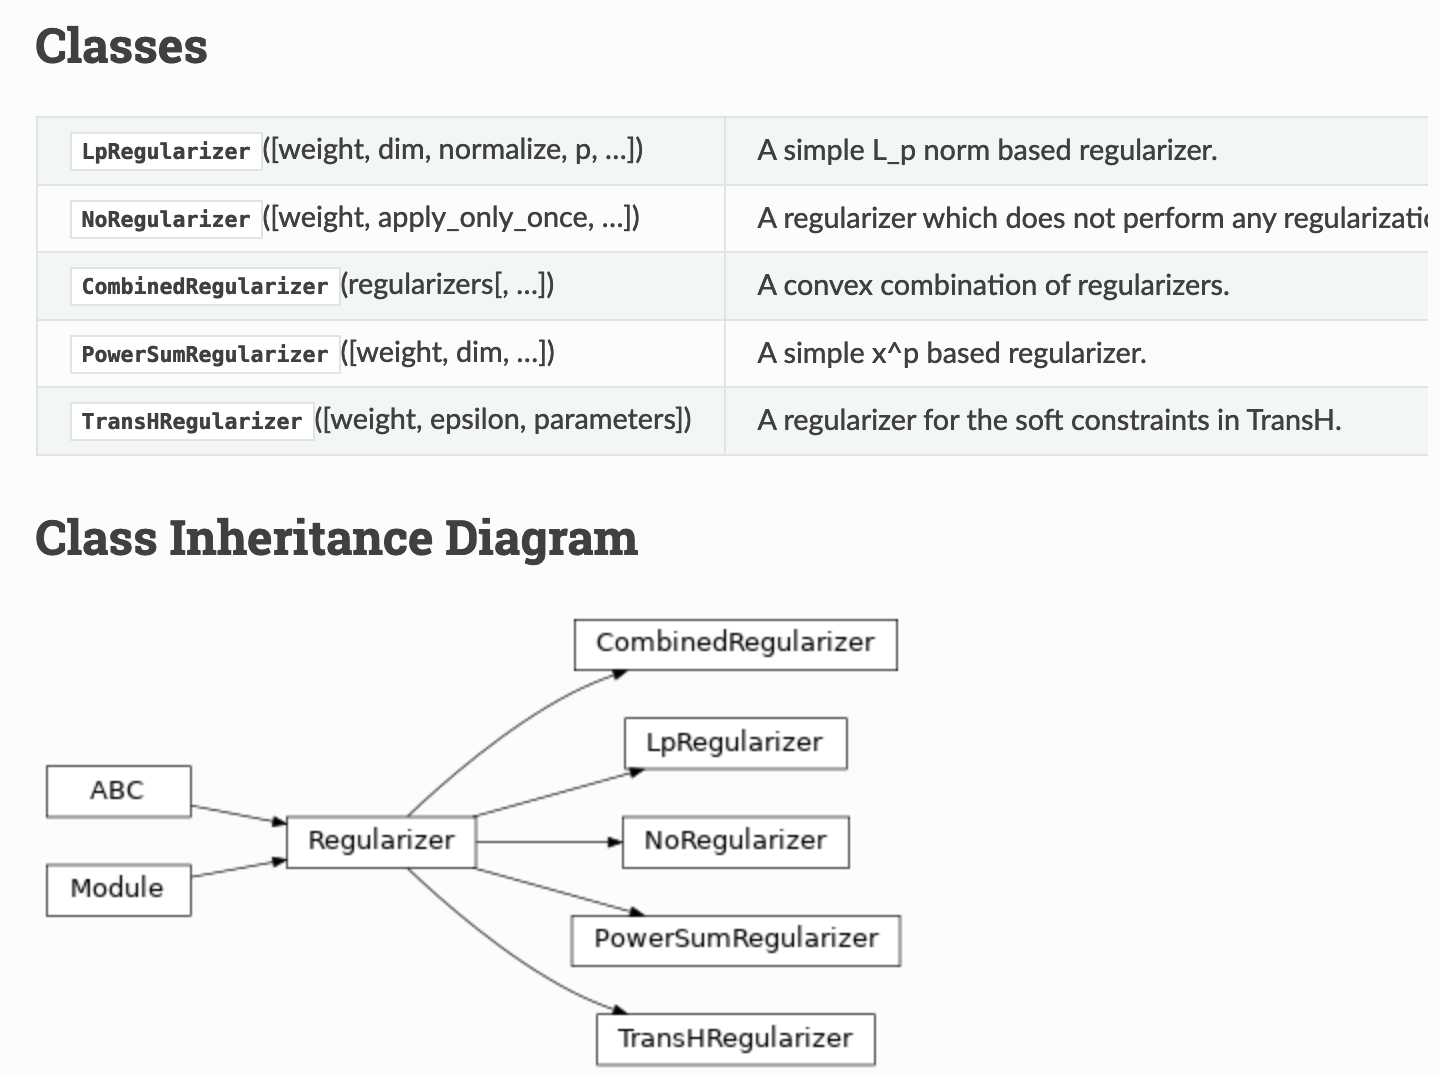 Classes
LpRegularizer([weight, dim, normalize, p, ...]) A simple L_p norm based regularizer.
NoRegularizer([weight, apply_only_once, ...]) A regularizer which does not perform any
CombinedRegularizer(regularizers[, ...]) A convex combination of regularizers.
PowerSumRegularizer([weight, dim, ...]) A simple x^p based regularizer.
TransHRegularizer([weight, epsilon, parameters]) A regularizer for the soft constraints in TransH.
Class Inheritance Diagram
CombinedRegularizer
LpRegularizer
ABC
Regularizer
NoRegularizer
Module
PowerSumRegularizer
TransHRegularizer